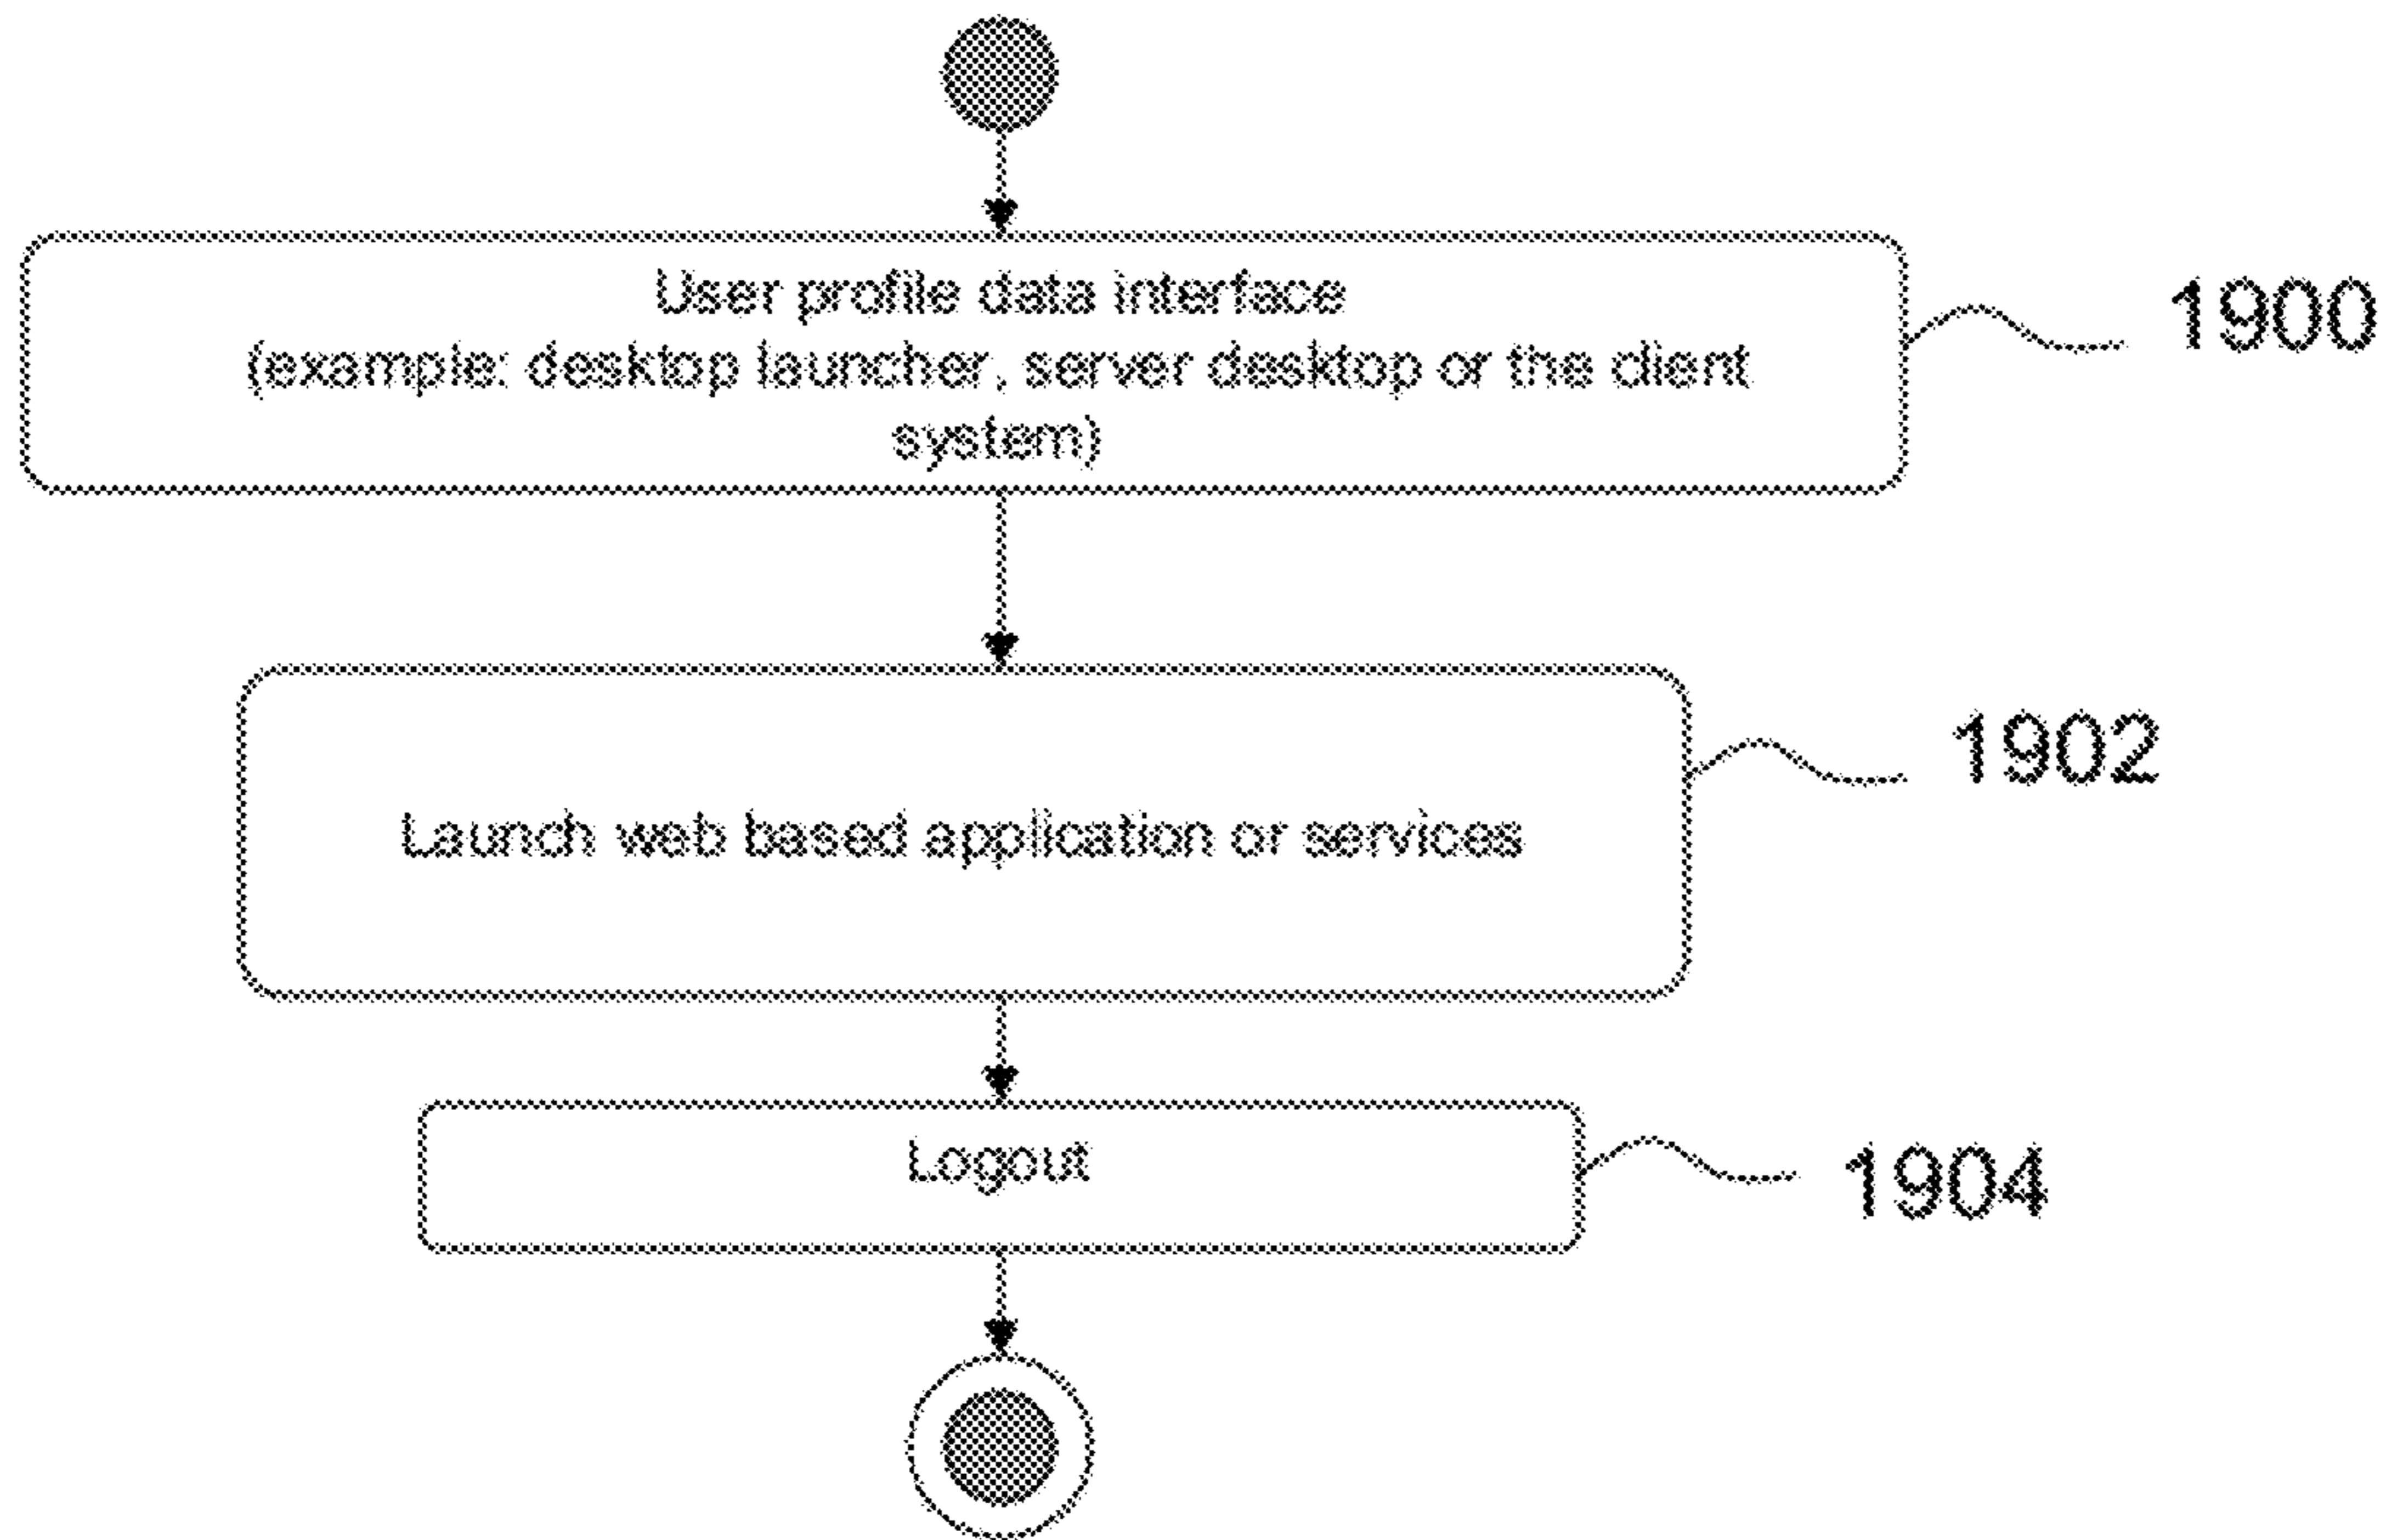 User profile data interface
(example: desktop launcher, server desktop or the client
system)
1900
Launch web based application or services
1902
Logout
1904